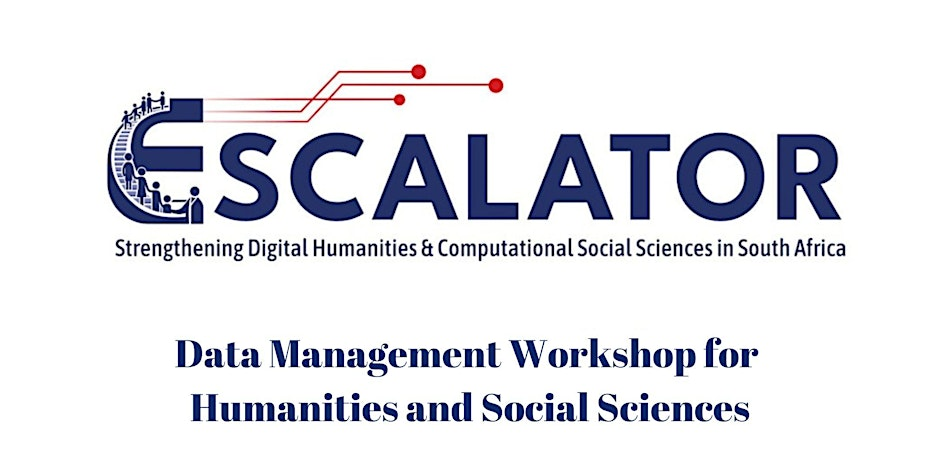 ESCALATOR
Strengthening Digital Humanities & Computational Social Sciences in South Africa
Data Management Workshop for
Humanities and Social Sciences